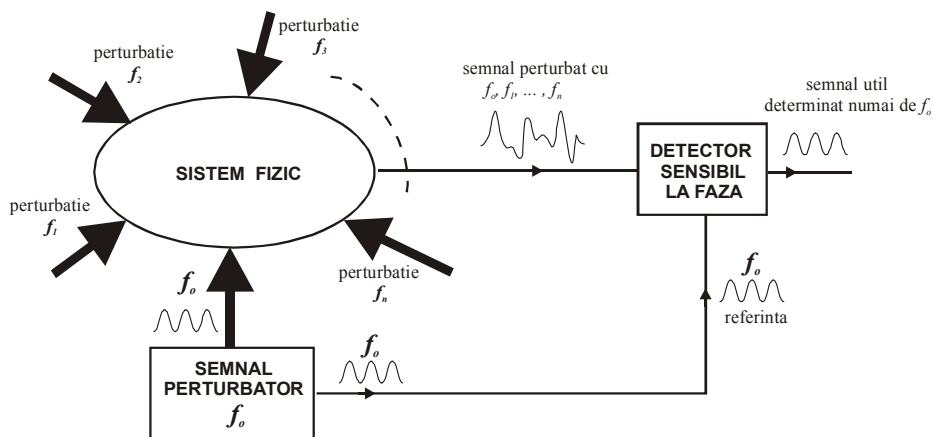 perturbatie
f3
perturbatie
f2
semnal perturbat cu
fo, f1, ... , fn
semnal util
determinat numai de fo
SISTEM FIZIC
DETECTOR
SENSIBIL
LA FAZA
perturbatie
f1
perturbatie
fn
fo
fo
referinta
SEMNAL
PERTURBATOR
fo
fo